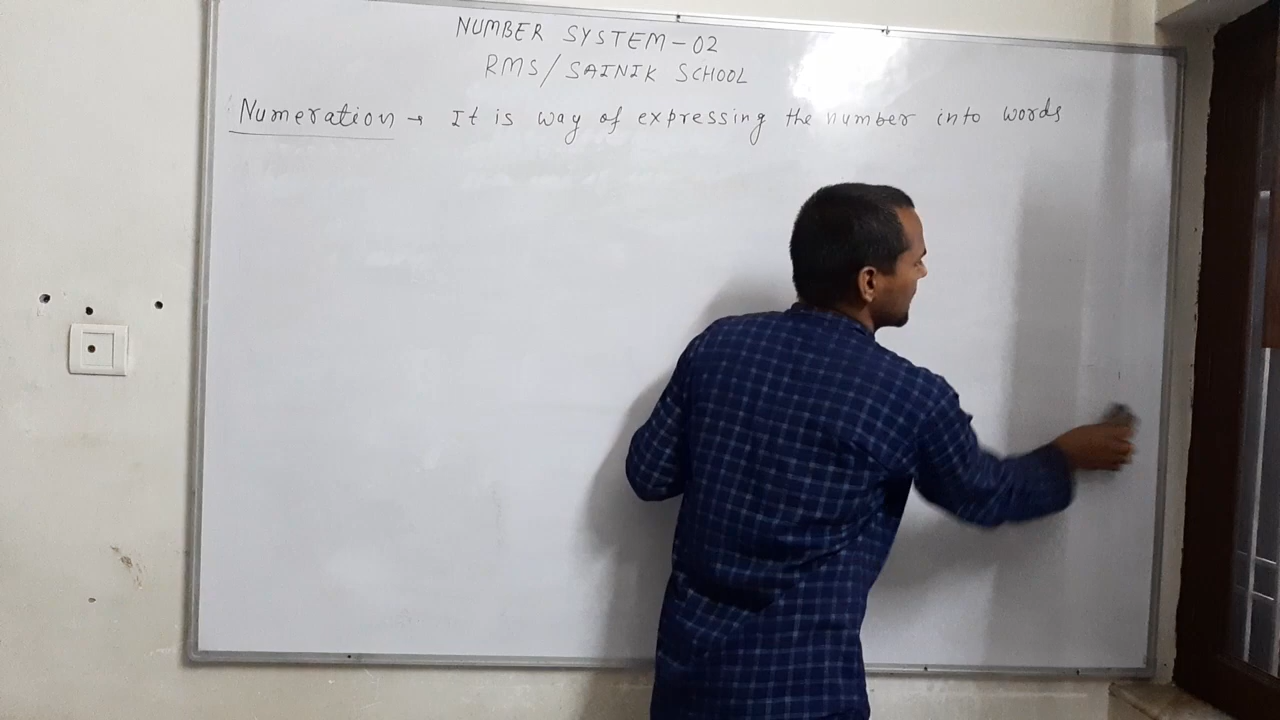 NUMBER SYSTEM-02
RMS/SAINIK SCHOOL
Numeration → It is way of expressing the number into words